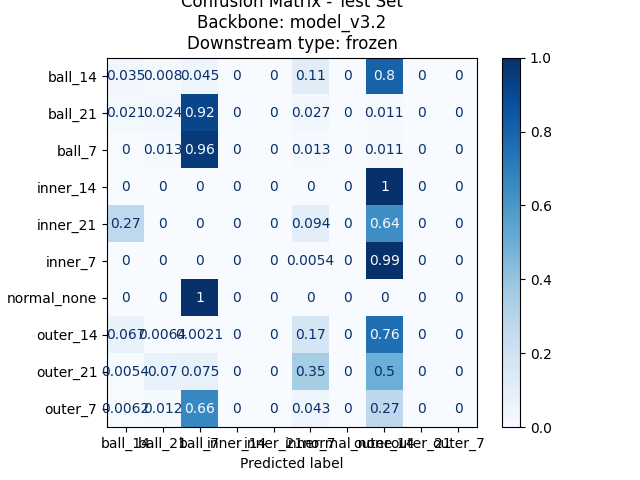 Confusion Matrix - Test Set
Backbone: model_v3.2
Downstream type: frozen
ball_14 0.035 0.008 0.045 0 0 0.11 0 0.8 0 0
ball_21 0.021 0.024 0.92 0 0 0.027 0 0.011 0 0
ball_7 0 0.013 0.96 0 0 0.013 0 0.011 0 0
inner_14 0 0 0 0 0 0 0 1 0 0
inner_21 0.27 0 0 0 0 0.094 0 0.64 0 0
inner_7 0 0 0 0 0 0.0054 0 0.99 0 0
normal_none 0 0 1 0 0 0 0 0 0 0
outer_14 0.067 0.0064 0.0021 0 0 0.17 0 0.76 0 0
outer_21 0.0054 0.07 0.075 0 0 0.35 0 0.5 0 0
outer_7 0.0062 0.012 0.66 0 0 0.043 0 0.27 0 0
ball_14 ball_21 ball_7 inner_14 inner_21 inner_7 normal_none outer_14 outer_21 outer_7
Predicted label
1.0
0.8
0.6
0.4
0.2
0.0